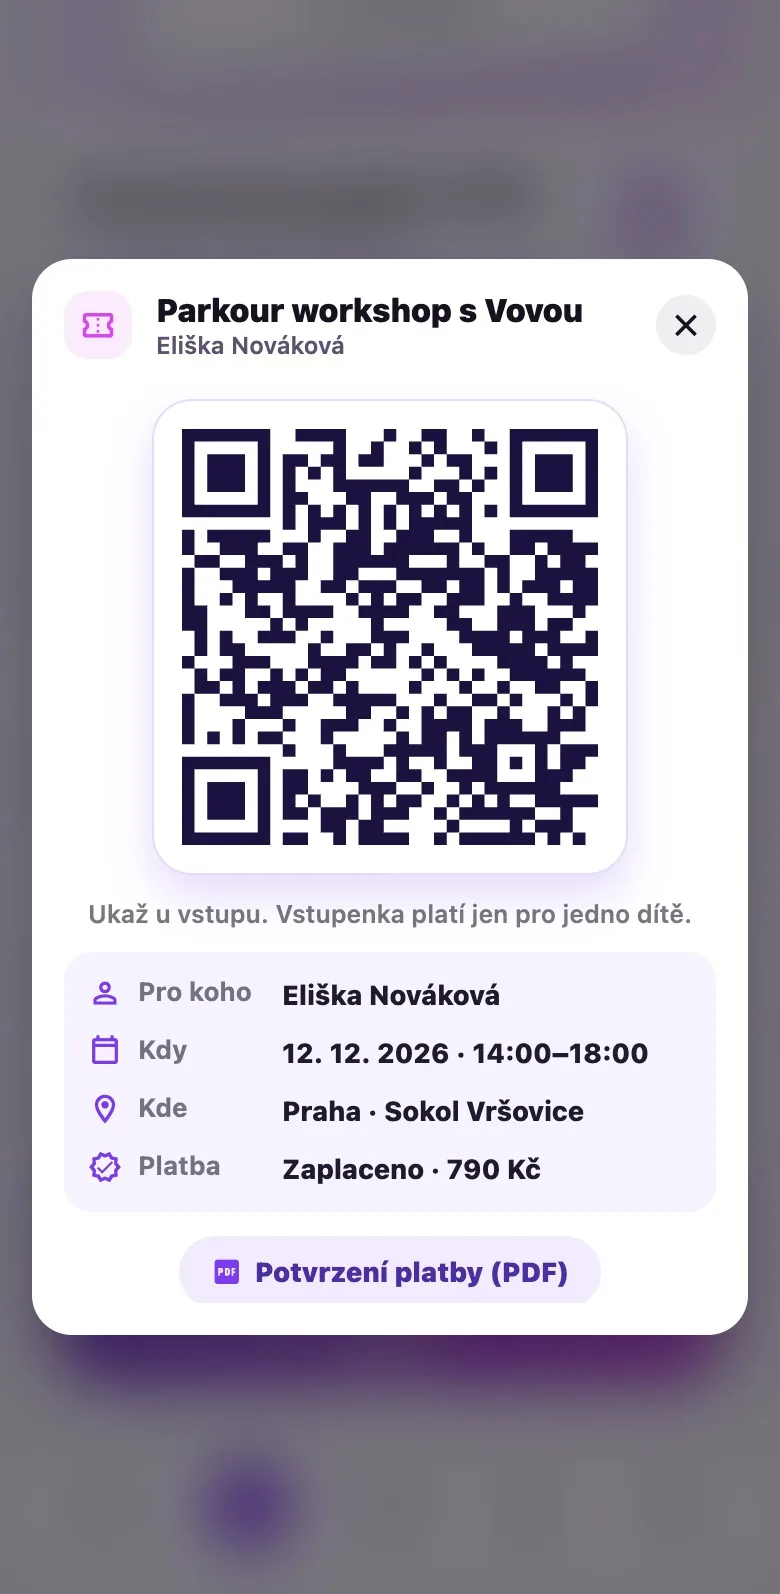 Parkour workshop s Vovou
Eliška Nováková
Ukaž u vstupu. Vstupenka platí jen pro jedno dítě.
Pro koho Eliška Nováková
Kdy 12. 12. 2026 · 14:00–18:00
Kde Praha · Sokol Vršovice
Platba Zaplaceno · 790 Kč
PDF Potvrzení platby (PDF)